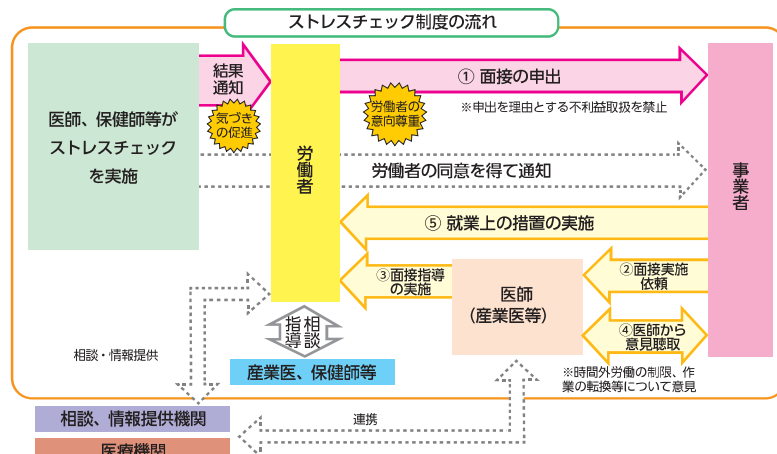 ストレスチェック制度の流れ
医師、保健師等が
ストレスチェック
を実施
結果
通知
気づき
の促進
労働者
① 面接の申出
労働者の
意向尊重
※申出を理由とする不利益取扱を禁止
労働者の同意を得て通知
事業者
⑤ 就業上の措置の実施
③面接指導
の実施
医師
(産業医等)
②面接実施
依頼
④医師から
意見聴取
※時間外労働の制限、作
業の転換等について意見
相談
指導
産業医、保健師等
相談・情報提供
相談、情報提供機関
連携
医療機関